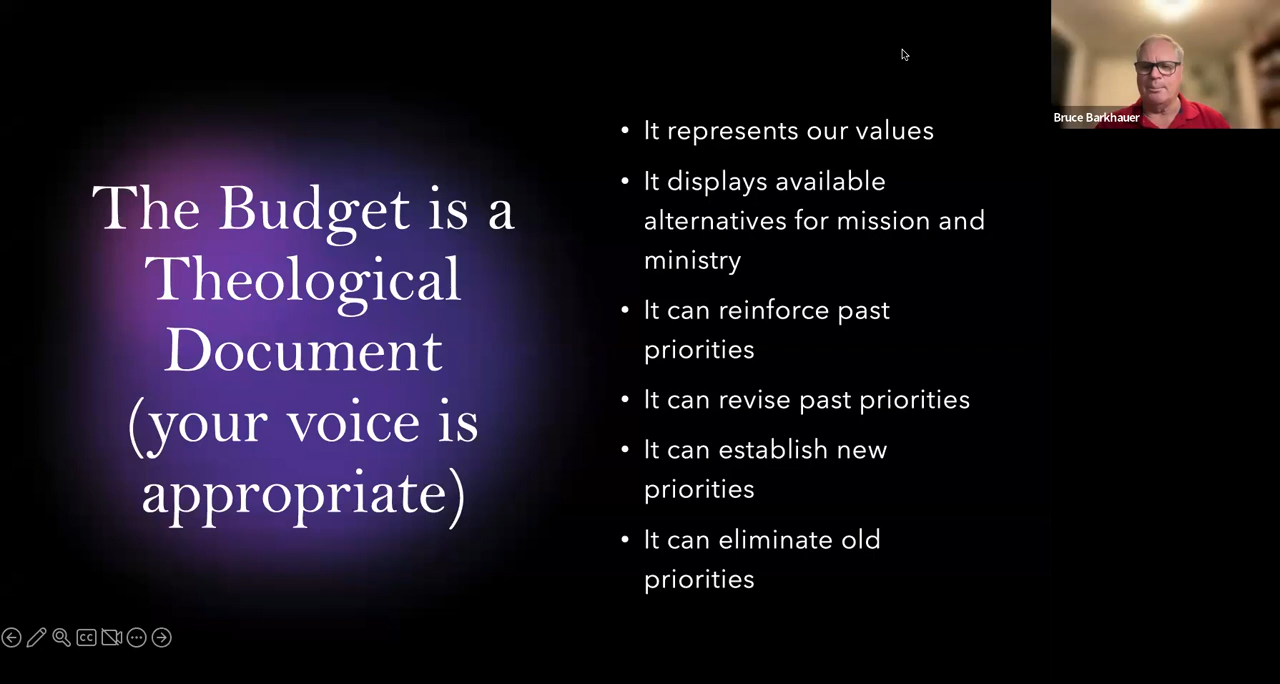 The Budget is a
Theological
Document
(your voice is
appropriate)
• It represents our values
• It displays available
alternatives for mission and
ministry
• It can reinforce past
priorities
• It can revise past priorities
• It can establish new
priorities
• It can eliminate old
priorities
Bruce Barkhauer
CC